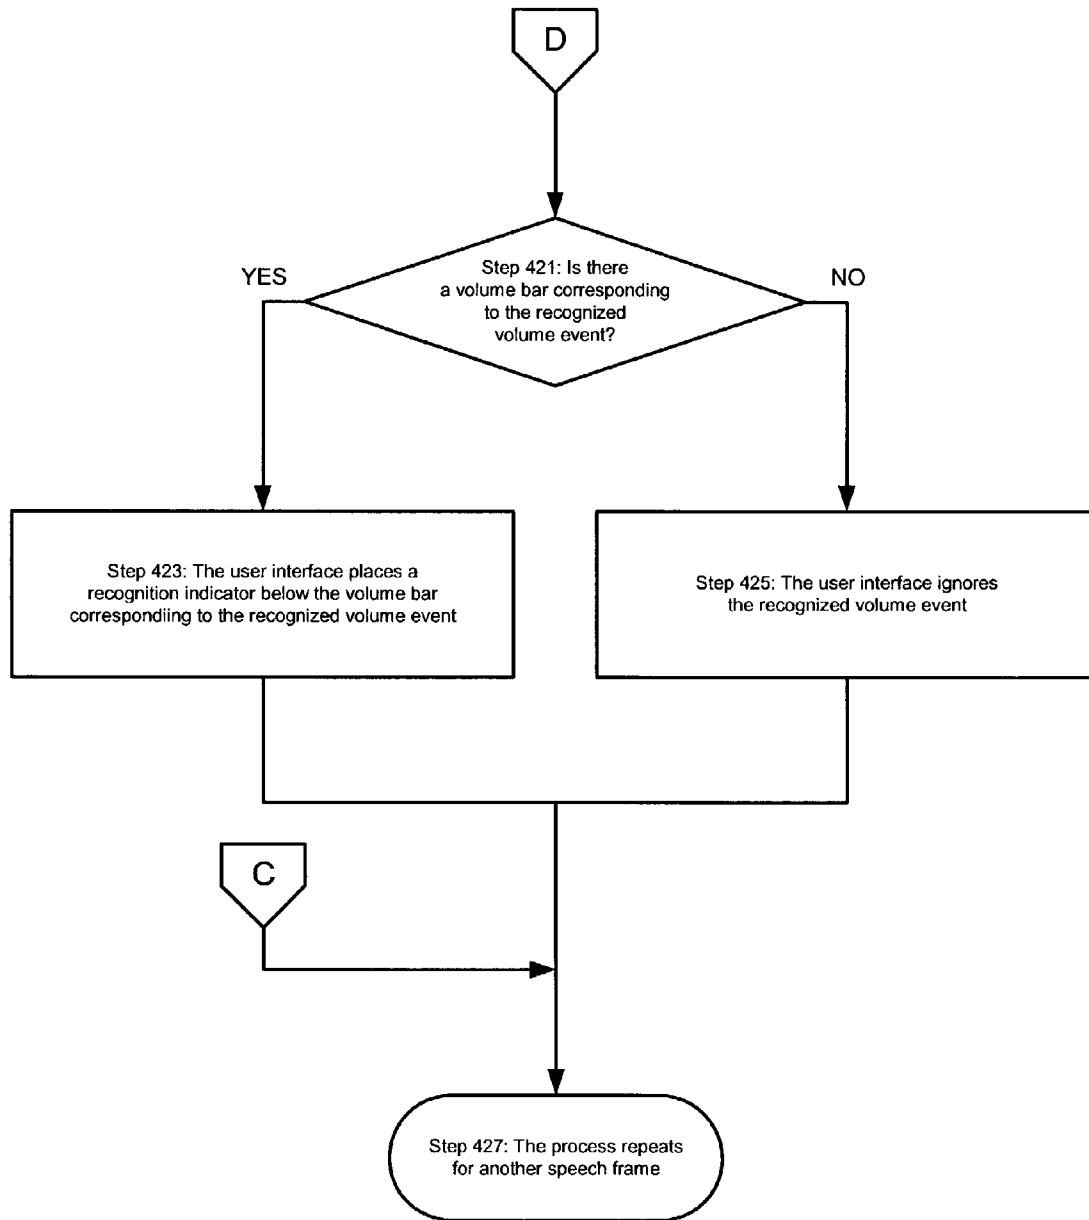 D
Step 421: Is there
a volume bar corresponding
to the recognized
volume event?
YES
NO
Step 423: The user interface places a
recognition indicator below the volume bar
correspondiing to the recognized volume event
Step 425: The user interface ignores
the recognized volume event
C
Step 427: The process repeats
for another speech frame